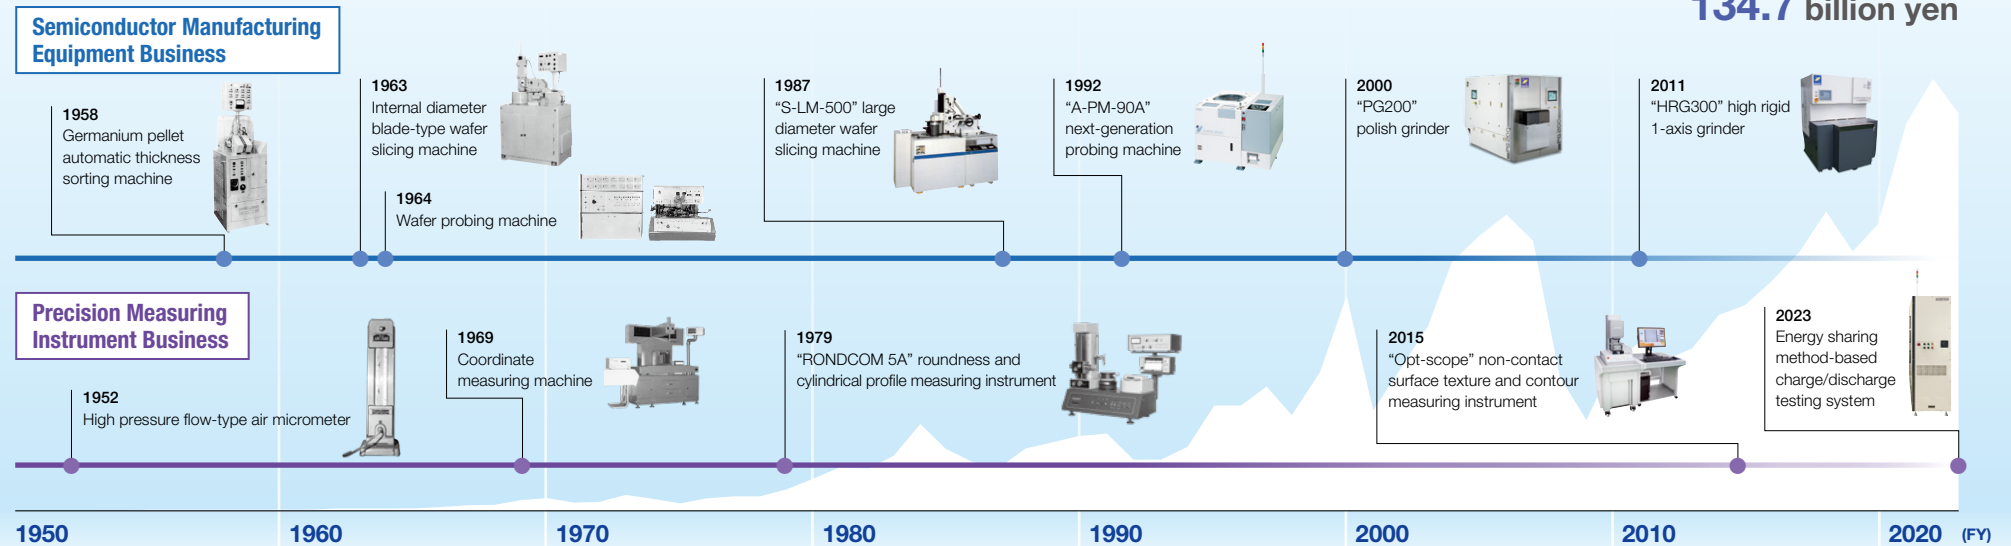 134.7 billion yen
Semiconductor Manufacturing
Equipment Business
1958
Germanium pellet
automatic thickness
sorting machine
1963
Internal diameter
blade-type wafer
slicing machine
1964
Wafer probing machine
1987
“S-LM-500” large
diameter wafer
slicing machine
1992
“A-PM-90A”
next-generation
probing machine
2000
“PG200”
polish grinder
2011
“HRG300” high rigid
1-axis grinder
Precision Measuring
Instrument Business
1952
High pressure flow-type air micrometer
1969
Coordinate
measuring machine
1979
“RONDCOM 5A” roundness and
cylindrical profile measuring instrument
2015
“Opt-scope” non-contact
surface texture and contour
measuring instrument
2023
Energy sharing
method-based
charge/discharge
testing system
1950 1960 1970 1980 1990 2000 2010 2020 (FY)